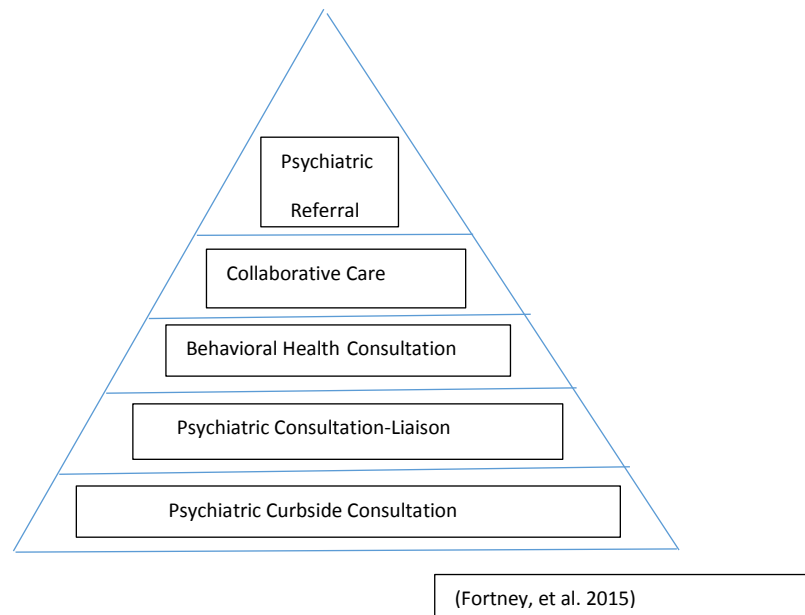 Psychiatric
Referral
Collaborative Care
Behavioral Health Consultation
Psychiatric Consultation-Liaison
Psychiatric Curbside Consultation
(Fortney, et al. 2015)